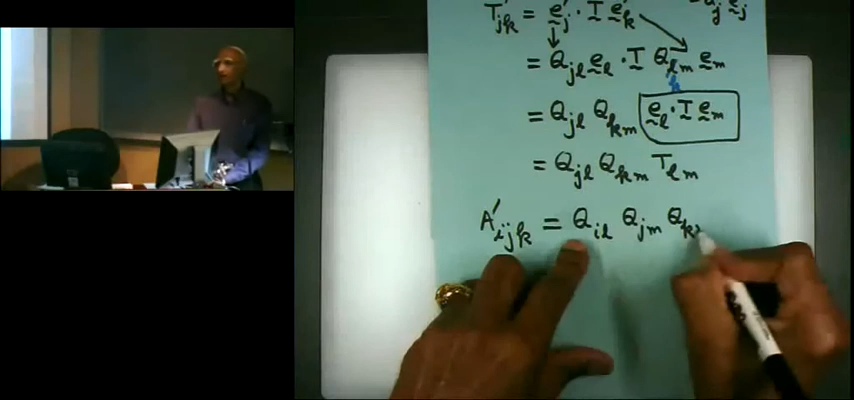 T'jk = e'j · T e'k
= Qjl el · T Qkm em
= Qjl Qkm el · T em
= Qjl Qkm Tlm
A'ijk = Qil Qjm Qk